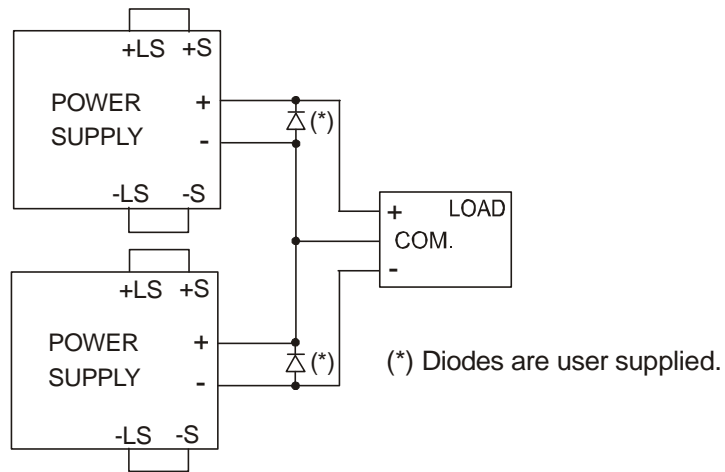 +LS +S
POWER
SUPPLY
+
-
-LS -S
(*)
+ LOAD
COM.
-
+LS +S
POWER
SUPPLY
+
-
-LS -S
(*)
(*) Diodes are user supplied.